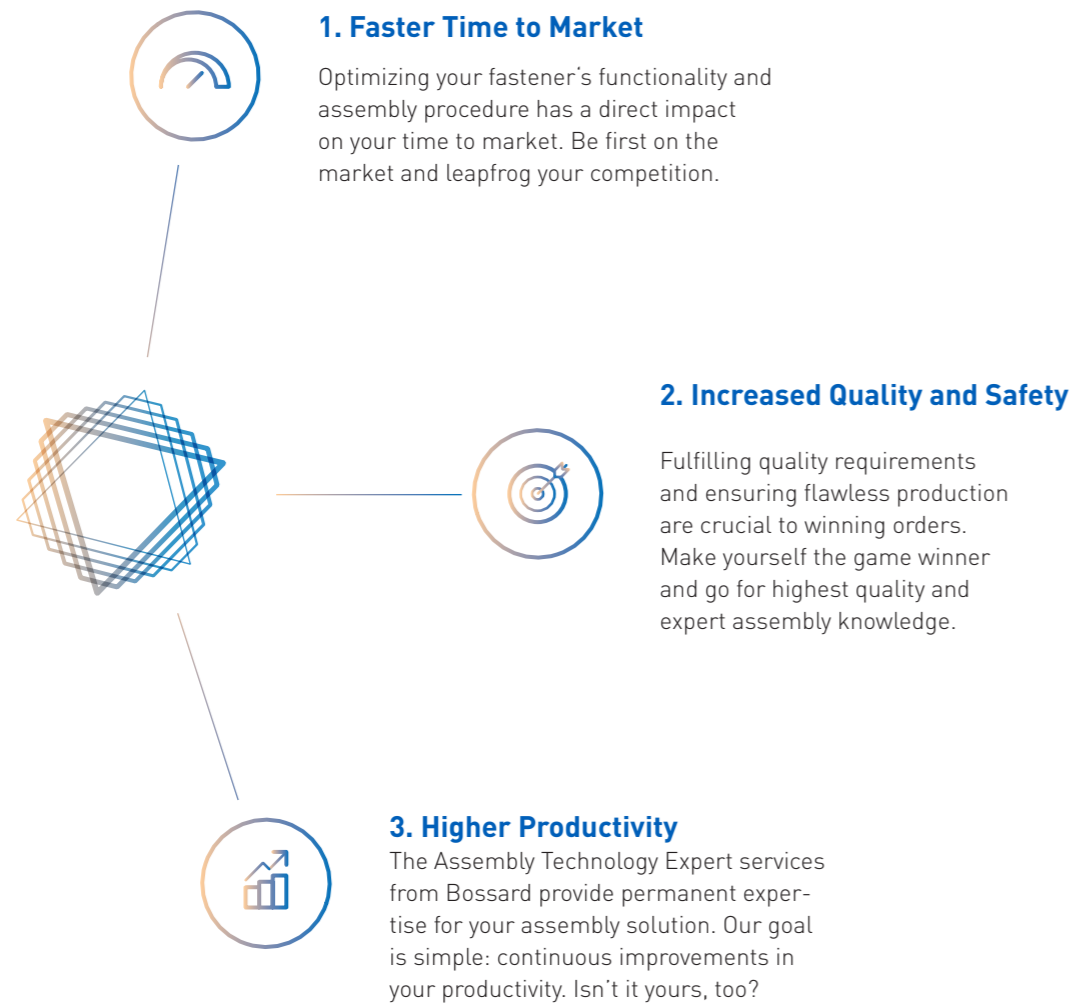 1. Faster Time to Market
Optimizing your fastener's functionality and
assembly procedure has a direct impact
on your time to market. Be first on the
market and leapfrog your competition.
2. Increased Quality and Safety
Fulfilling quality requirements
and ensuring flawless production
are crucial to winning orders.
Make yourself the game winner
and go for highest quality and
expert assembly knowledge.
3. Higher Productivity
The Assembly Technology Expert services
from Bossard provide permanent exper-
tise for your assembly solution. Our goal
is simple: continuous improvements in
your productivity. Isn't it yours, too?